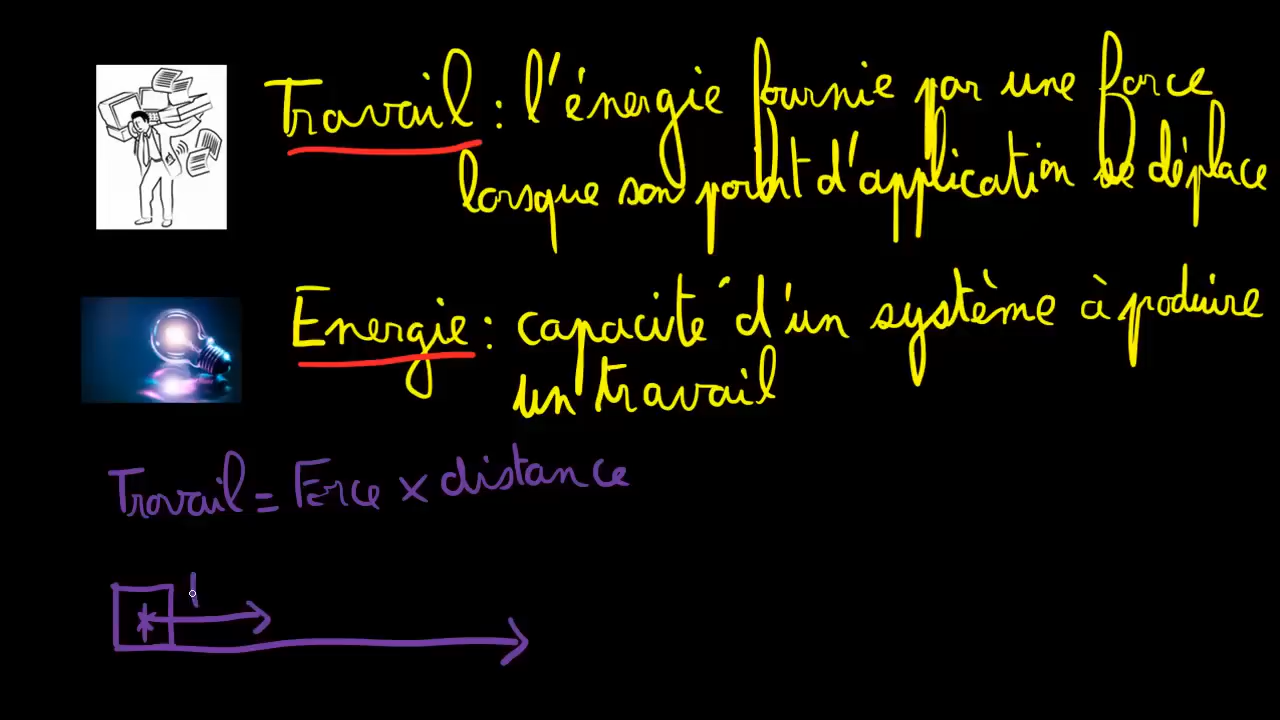 Travail : l'énergie fournie par une force
lorsque son point d'application se déplace
Energie : capacité d'un système à produire
un travail
Travail = Force × distance